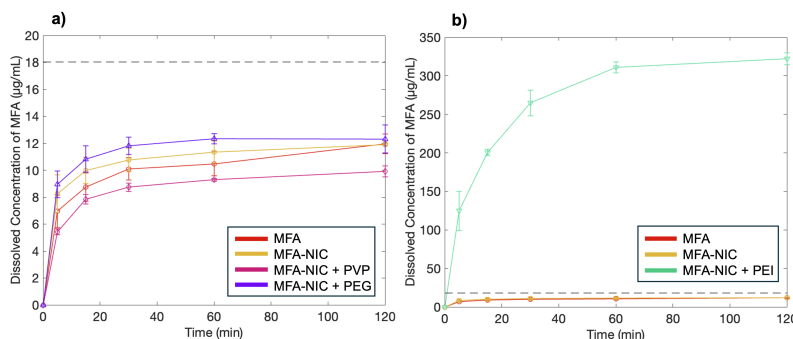 a)
Dissolved Concentration of MFA (µg/mL)
20
18
16
14
12
10
8
6
4
2
0
0
20
40
60
80
100
120
Time (min)
MFA
MFA-NIC
MFA-NIC + PVP
MFA-NIC + PEG
b)
Dissolved Concentration of MFA (µg/mL)
350
300
250
200
150
100
50
0
0
20
40
60
80
100
120
Time (min)
MFA
MFA-NIC
MFA-NIC + PEI